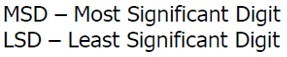 MSD – Most Significant Digit
LSD – Least Significant Digit